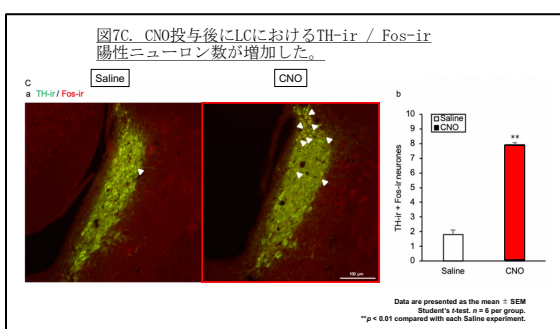 図7C. CNO投与後にLCにおけるTH-ir / Fos-ir
陽性ニューロン数が増加した。
C
Saline
CNO
a TH-ir / Fos-ir
100 μm
b
10
9
8
7
6
5
4
3
2
1
0
TH-ir + Fos-ir neurones
Saline
CNO
**
Saline
CNO
Data are presented as the mean ± SEM
Student's t-test. n = 6 per group.
**p < 0.01 compared with each Saline experiment.